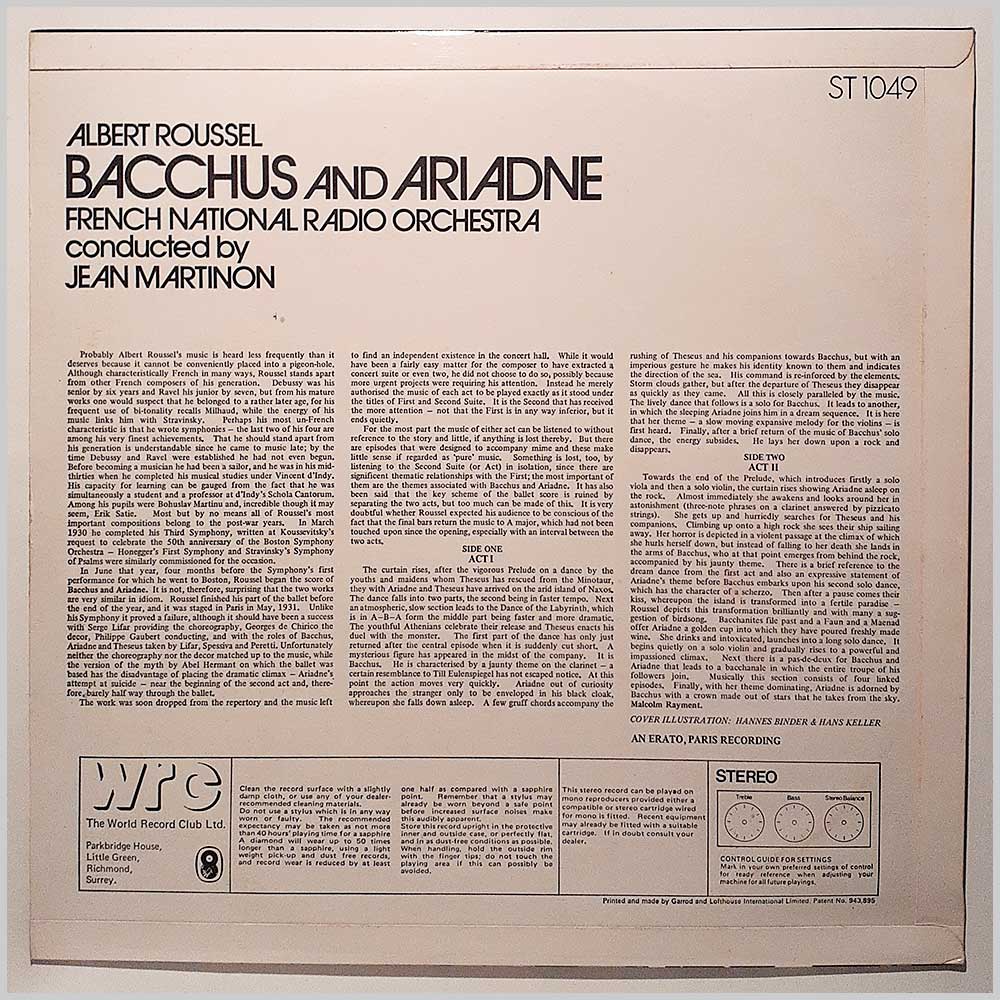 ST 1049
ALBERT ROUSSEL
BACCHUS AND ARIADNE
FRENCH NATIONAL RADIO ORCHESTRA
conducted by
JEAN MARTINON
Probably Albert Roussel's music is heard less frequently than it
deserves because it cannot be conveniently placed into a pigeon-hole.
Although characteristically French in many ways, Roussel stands apart
from other French composers of his generation. Debussy was his
senior by six years and Ravel his junior by seven, but from his mature
works one would suspect that he belonged to a rather later age, for his
frequent use of bi-tonality recalls Milhaud, while the energy of his
music links him with Stravinsky. Perhaps his most un-French
characteristic is that he wrote symphonies – the last two of his four are
among his very finest achievements. That he should stand apart from
his generation is understandable since he came to music late; by the
time Debussy and Ravel were established he had not even begun.
Before becoming a musician he had been a sailor, and he was in his mid-
thirties when he completed his musical studies under Vincent d'Indy.
His capacity for learning can be gauged from the fact that he was
simultaneously a student and a professor at d'Indy's Schola Cantorum.
Among his pupils were Bohuslav Martinu and, incredible though it may
seem, Erik Satie. Most but by no means all of Roussel's most
important compositions belong to the post-war years. In March
1930 he completed his Third Symphony, written at Koussevitsky's
request to celebrate the 50th anniversary of the Boston Symphony
Orchestra – Honegger's First Symphony and Stravinsky's Symphony
of Psalms were similarly commissioned for the occasion.
In June that year, four months before the Symphony's first
performance for which he went to Boston, Roussel began the score of
Bacchus and Ariadne. It is not, therefore, surprising that the two works
are very similar in idiom. Roussel finished his part of the ballet before
the end of the year, and it was staged in Paris in May, 1931. Unlike
his Symphony it proved a failure, although it should have been a success
with Serge Lifar providing the choreography, Georges de Chirico the
decor, Philippe Gaubert conducting, and with the roles of Bacchus,
Ariadne and Theseus taken by Lifar, Spessiva and Peretti, Unfortunately
neither the choreography nor the decor matched up to the music, while
the version of the myth by Abel Hermant on which the ballet was
based has the disadvantage of placing the dramatic climax – Ariadne's
attempt at suicide – near the beginning of the second act and, there-
fore, barely half way through the ballet.
The work was soon dropped from the repertory and the music left
to find an independent existence in the concert hall. While it would
have been a fairly easy matter for the composer to have extracted a
concert suite or even two, he did not choose to do so, possibly because
more urgent projects were requiring his attention. Instead he merely
authorised the music of each act to be played exactly as it stood under
the titles of First and Second Suite. It is the Second that has received
the more attention – not that the First is in any way inferior, but it
ends quietly.
For the most part the music of either act can be listened to without
reference to the story and little, if anything is lost thereby. But there
are episodes that were designed to accompany mime and these make
little sense if regarded as 'pure' music. Something is lost, too, by
listening to the Second Suite (or Act) in isolation, since there are
significant thematic relationships with the First; the most important of
them are the themes associated with Bacchus and Ariadne. It has also
been said that the key scheme of the ballet score is ruined by
separating the two acts, but too much can be made of this. It is very
doubtful whether Roussel expected his audience to be conscious of the
fact that the final bars return the music to A major, which had not been
touched upon since the opening, especially with an interval between the
two acts.
SIDE ONE
ACT I
The curtain rises, after the vigorous Prelude on a dance by the
youths and maidens whom Theseus has rescued from the Minotaur,
they with Ariadne and Theseus have arrived on the arid island of Naxos.
The dance falls into two parts, the second being in faster tempo. Next
an atmospheric, slow section leads to the Dance of the Labyrinth, which
is in A–B–A form the middle part being faster and more dramatic.
The youthful Athenians celebrate their release and Theseus enacts his
duel with the monster. The first part of the dance has only just
returned after the central episode when it is suddenly cut short. A
mysterious figure has appeared in the midst of the company. It is
Bacchus. He is characterised by a jaunty theme on the clarinet – a
certain resemblance to Till Eulenspiegel has not escaped notice. At this
point the action moves very quickly. Ariadne out of curiosity
approaches the stranger only to be enveloped in his black cloak,
whereupon she falls down asleep. A few gruff chords accompany the
rushing of Theseus and his companions towards Bacchus, but with an
imperious gesture he makes his identity known to them and indicates
the direction of the sea. His command is re-inforced by the elements.
Storm clouds gather, but after the departure of Theseus they disappear
as quickly as they came. All this is closely paralleled by the music.
The lively dance that follows is a solo for Bacchus. It leads to another,
in which the sleeping Ariadne joins him in a dream sequence. It is here
that her theme – a slow moving expansive melody for the violins – is
first heard. Finally, after a brief return of the music of Bacchus' solo
dance, the energy subsides. He lays her down upon a rock and
disappears.
SIDE TWO
ACT II
Towards the end of the Prelude, which introduces firstly a solo
viola and then a solo violin, the curtain rises showing Ariadne asleep on
the rock. Almost immediately she awakens and looks around her in
astonishment (three-note phrases on a clarinet answered by pizzicato
strings). She gets up and hurriedly searches for Theseus and his
companions. Climbing up onto a high rock she sees their ship sailing
away. Her horror is depicted in a violent passage at the climax of which
she hurls herself down, but instead of falling to her death she lands in
the arms of Bacchus, who at that point emerges from behind the rock,
accompanied by his jaunty theme. There is a brief reference to the
dream dance from the first act and also an expressive statement of
Ariadne's theme before Bacchus embarks upon his second solo dance,
which has the character of a scherzo. Then after a pause comes their
kiss, whereupon the island is transformed into a fertile paradise –
Roussel depicts this transformation brilliantly and with many a sug-
gestion of birdsong. Bacchanites file past and a Faun and a Maenad
offer Ariadne a golden cup into which they have poured freshly made
wine. She drinks and intoxicated, launches into a long solo dance. It
begins quietly on a solo violin and gradually rises to a powerful and
impassioned climax. Next there is a pas-de-deux for Bacchus and
Ariadne that leads to a bacchanale in which the entire troupe of his
followers join. Musically this section consists of four linked
episodes. Finally, with her theme dominating, Ariadne is adorned by
Bacchus with a crown made out of stars that he takes from the sky.
Malcolm Rayment.
COVER ILLUSTRATION: HANNES BINDER & HANS KELLER
AN ERATO, PARIS RECORDING
WRC
The World Record Club Ltd.
Parkbridge House,
Little Green,
Richmond,
Surrey.
Clean the record surface with a slightly
damp cloth, or use any of your dealer-
recommended cleaning materials.
Do not use a stylus which is in any way
worn or faulty. The recommended
expectancy may be taken as not more
than 40 hours' playing time for a sapphire
A diamond will wear up to 50 times
longer than a sapphire, using a light
weight pick-up and dust free records,
and record wear is reduced by at least
one half as compared with a sapphire
point. Remember that a stylus may
already be worn beyond a safe point
before increased surface noises make
this audibly apparent.
Store this record upright in the protective
inner and outside case, or perfectly flat,
and in as dust-free conditions as possible.
When handling, hold the outside rim
with the finger tips; do not touch the
playing area if this can possibly be
avoided.
This stereo record can be played on
mono reproducers provided either a
compatible or stereo cartridge wired
for mono is fitted. Recent equipment
may already be fitted with a suitable
cartridge. If in doubt consult your
dealer.
STEREO
Treble Bass Stereo Balance
CONTROL GUIDE FOR SETTINGS
Mark in your own preferred settings of control
for ready reference when adjusting your
machine for all future playings.
Printed and made by Garrod and Lofthouse International Limited. Patent No. 943,895